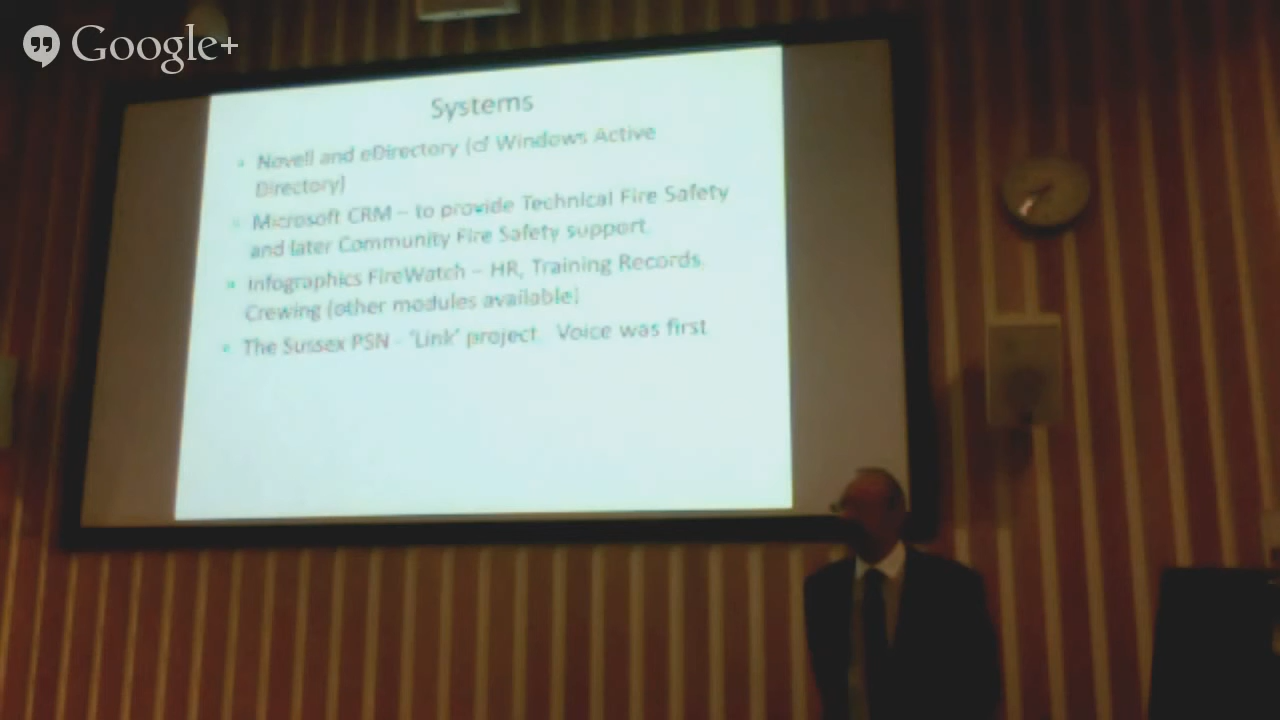 Google+
Systems
Novell and eDirectory (cf Windows Active
Directory)
Microsoft CRM – to provide Technical Fire Safety
and later Community Fire Safety support.
Infographics FireWatch – HR, Training Records,
Crewing (other modules available)
The Sussex PSN - 'Link' project. Voice was first